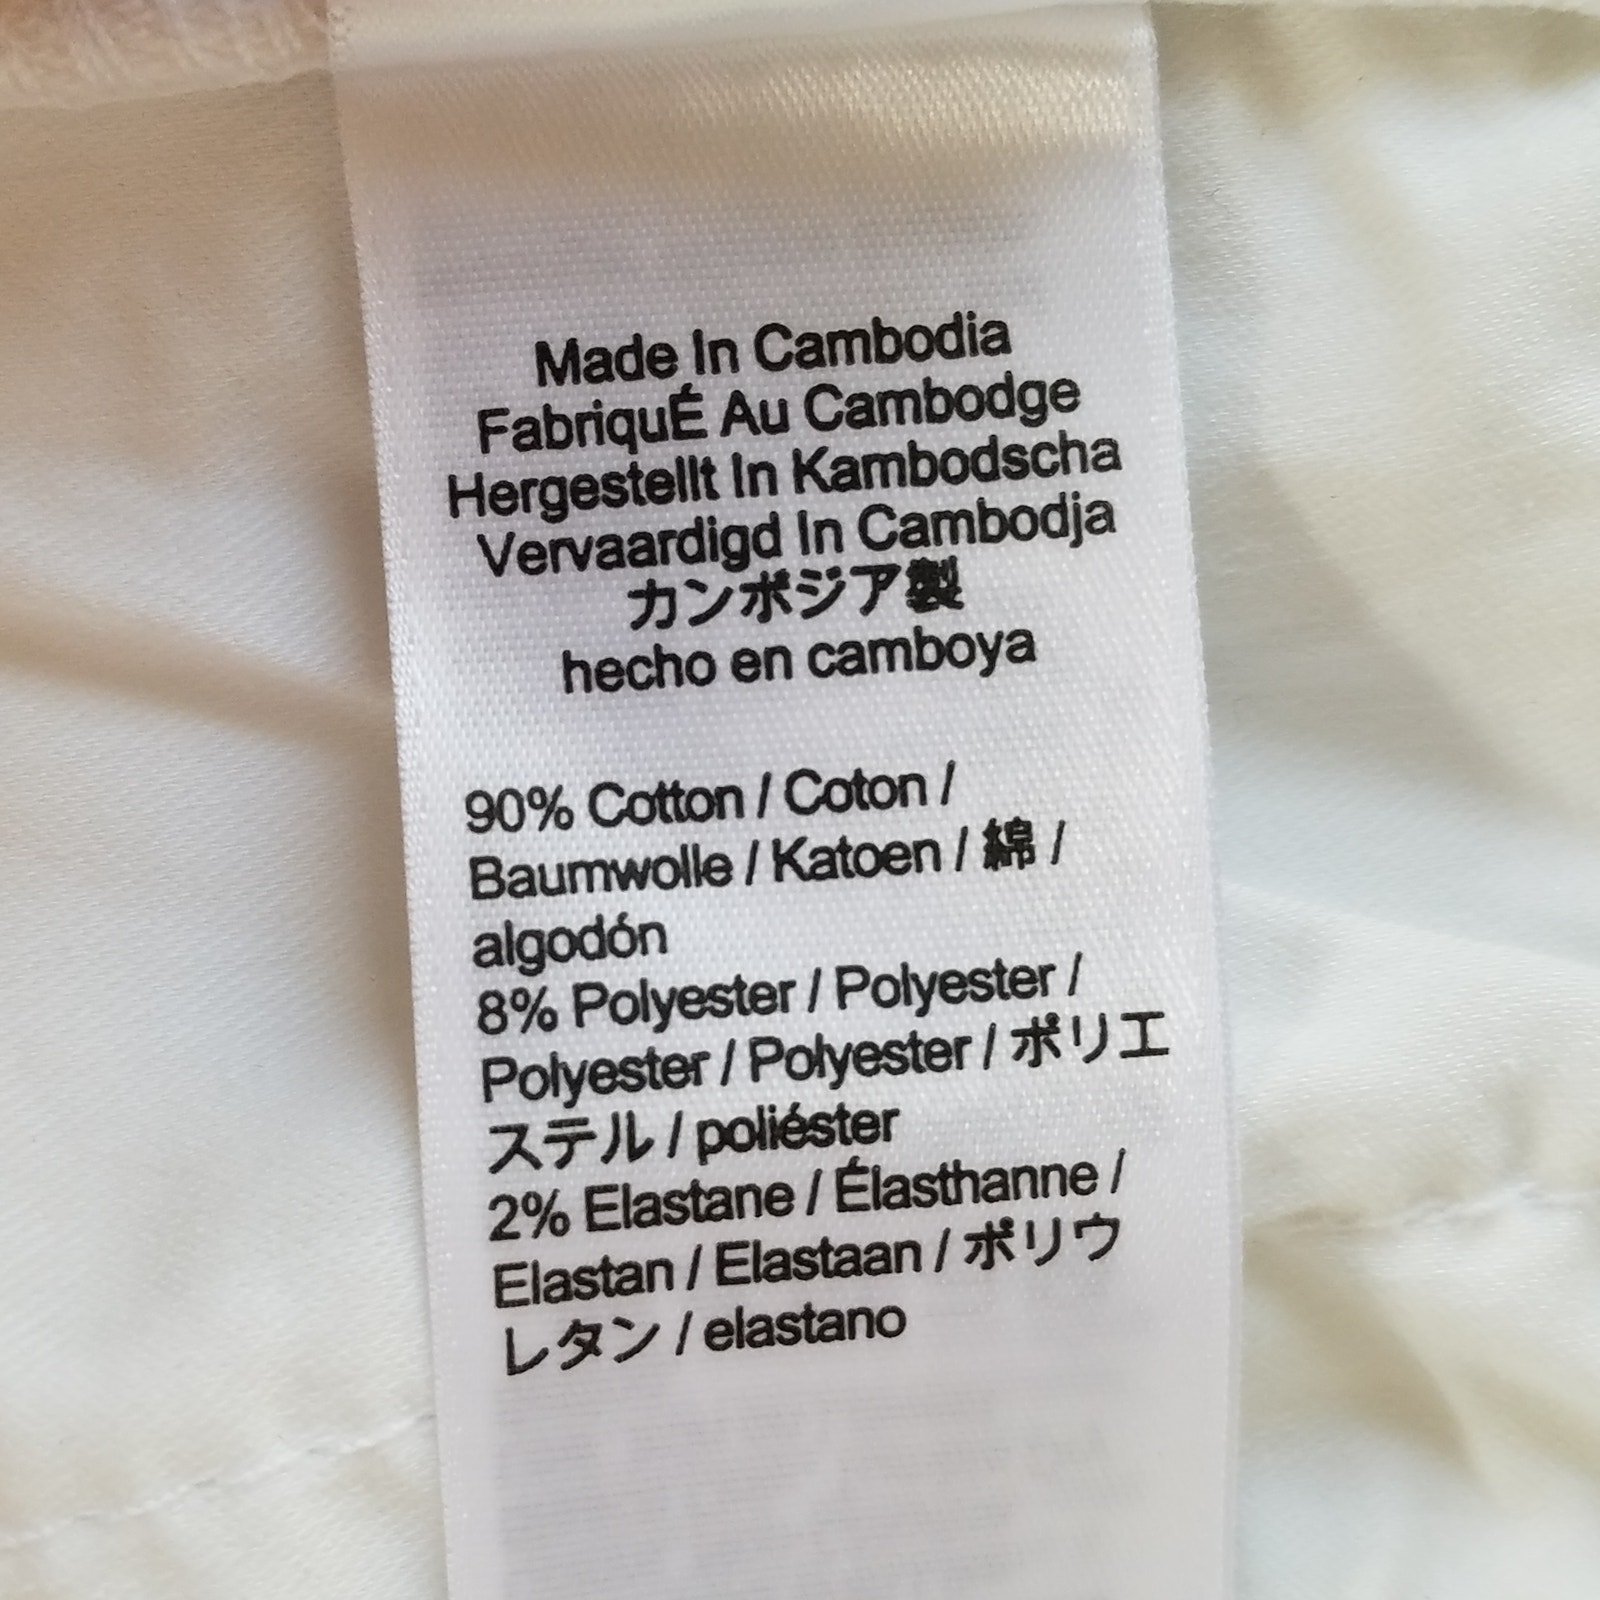 Made In Cambodia
FabriquÉ Au Cambodge
Hergestellt In Kambodscha
Vervaardigd In Cambodja
カンボジア製
hecho en camboya
90% Cotton / Coton /
Baumwolle / Katoen / 綿 /
algodón
8% Polyester / Polyester /
Polyester / Polyester / ポリエ
ステル / poliéster
2% Elastane / Élasthanne /
Elastan / Elastaan / ポリウ
レタン / elastano